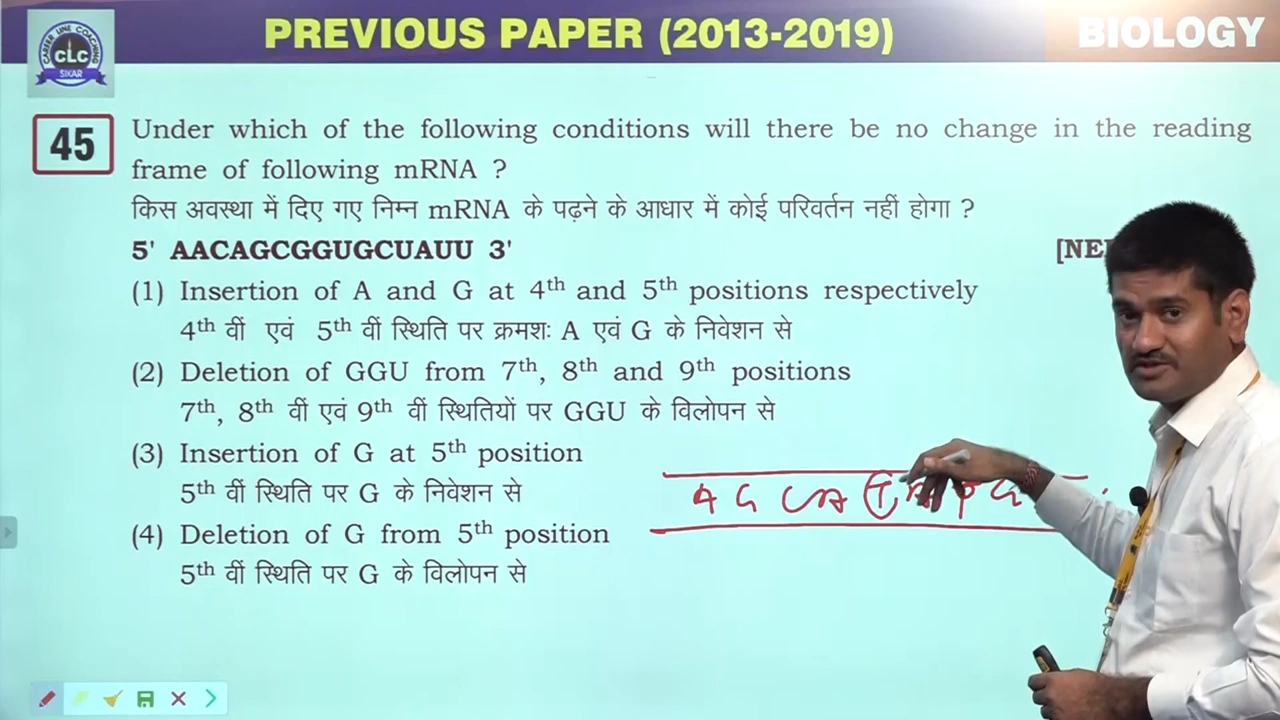 PREVIOUS PAPER (2013-2019)
BIOLOGY
CAREER LINE COACHING
CLC
SIKAR
45
Under which of the following conditions will there be no change in the reading
frame of following mRNA ?
किस अवस्था में दिए गए निम्न mRNA के पढ़ने के आधार में कोई परिवर्तन नहीं होगा ?
5' AACAGCGGUGCUAUU 3'
(1) Insertion of A and G at 4th and 5th positions respectively
4th वीं एवं 5th वीं स्थिति पर क्रमशः A एवं G के निवेशन से
(2) Deletion of GGU from 7th, 8th and 9th positions
7th, 8th वीं एवं 9th वीं स्थितियों पर GGU के विलोपन से
(3) Insertion of G at 5th position
5th वीं स्थिति पर G के निवेशन से
(4) Deletion of G from 5th position
5th वीं स्थिति पर G के विलोपन से